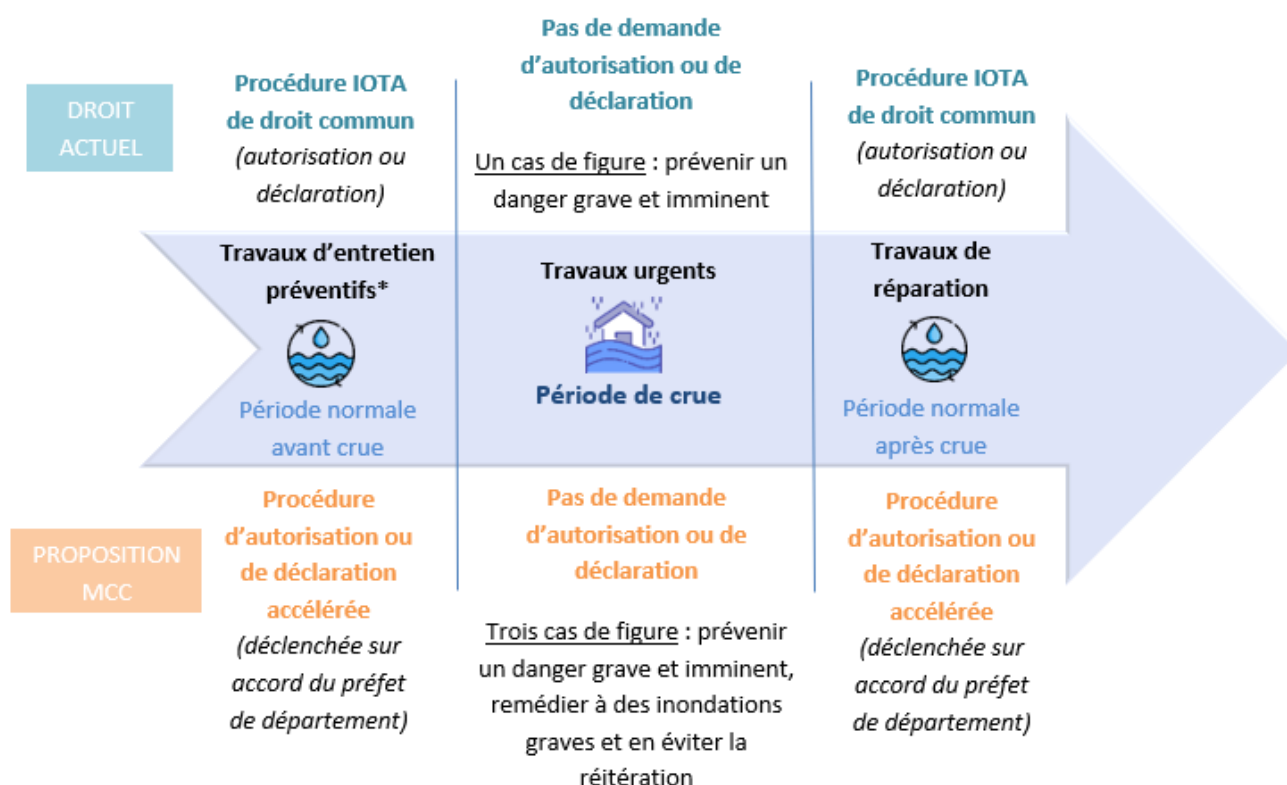 DROIT
ACTUEL
Procédure IOTA
de droit commun
(autorisation ou
déclaration)
Pas de demande
d'autorisation ou de
déclaration
Un cas de figure : prévenir un
danger grave et imminent
Procédure IOTA
de droit commun
(autorisation ou
déclaration)
Travaux d'entretien
préventifs*
Période normale
avant crue
Travaux urgents
Période de crue
Travaux de
réparation
Période normale
après crue
PROPOSITION
MCC
Procédure
d'autorisation ou
de déclaration
accélérée
(déclenchée sur
accord du préfet
de département)
Pas de demande
d'autorisation ou de
déclaration
Trois cas de figure : prévenir
un danger grave et imminent,
remédier à des inondations
graves et en éviter la
réitération
Procédure
d'autorisation ou
de déclaration
accélérée
(déclenchée sur
accord du préfet
de département)